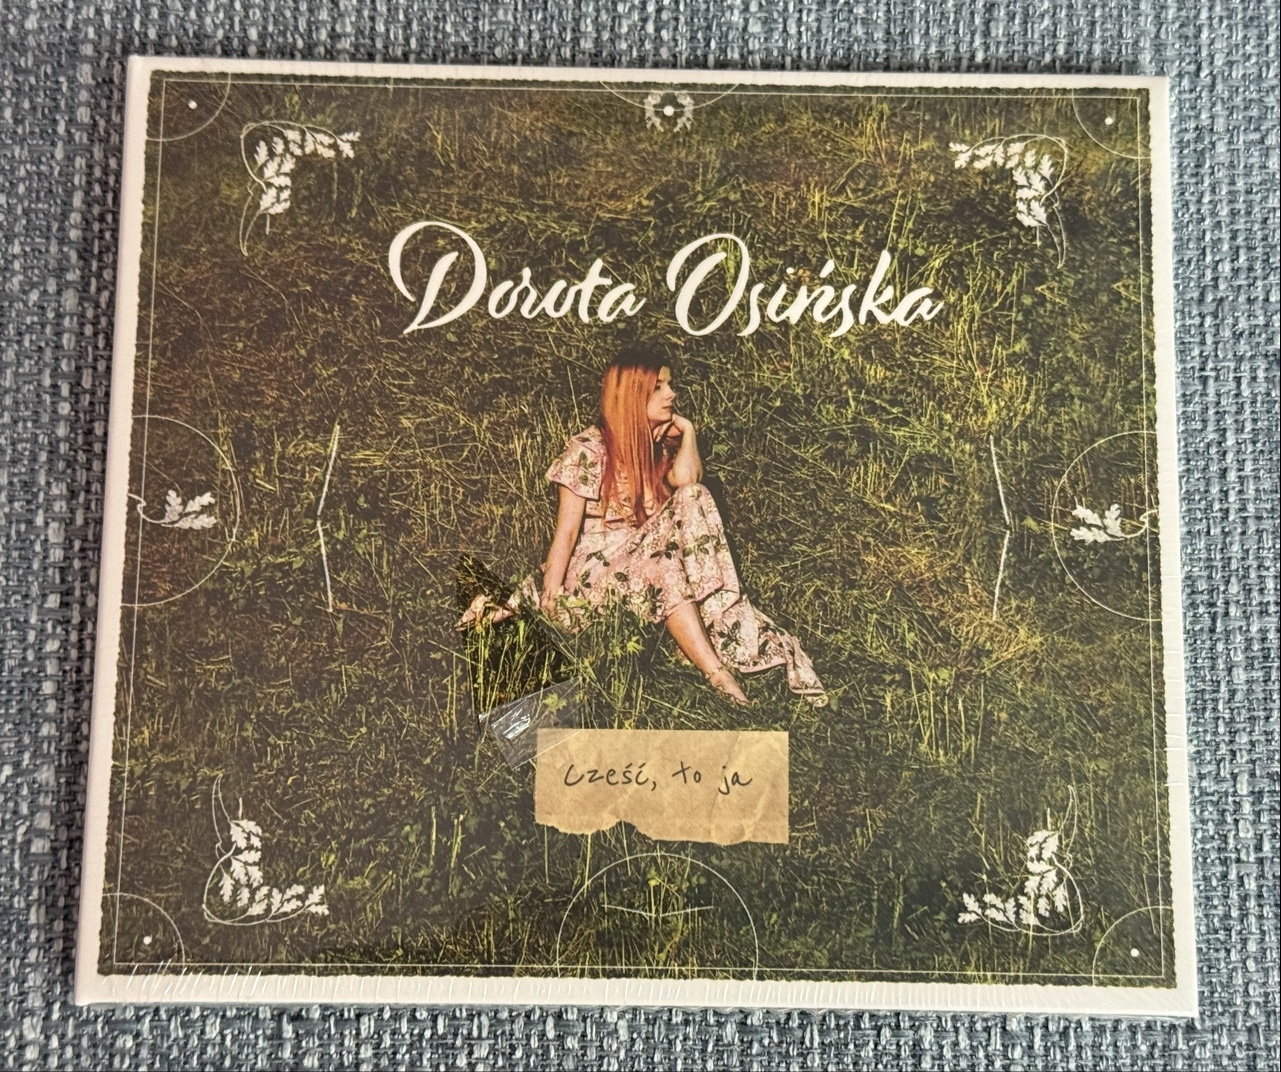 Dorota Osińska
Cześć, to ja